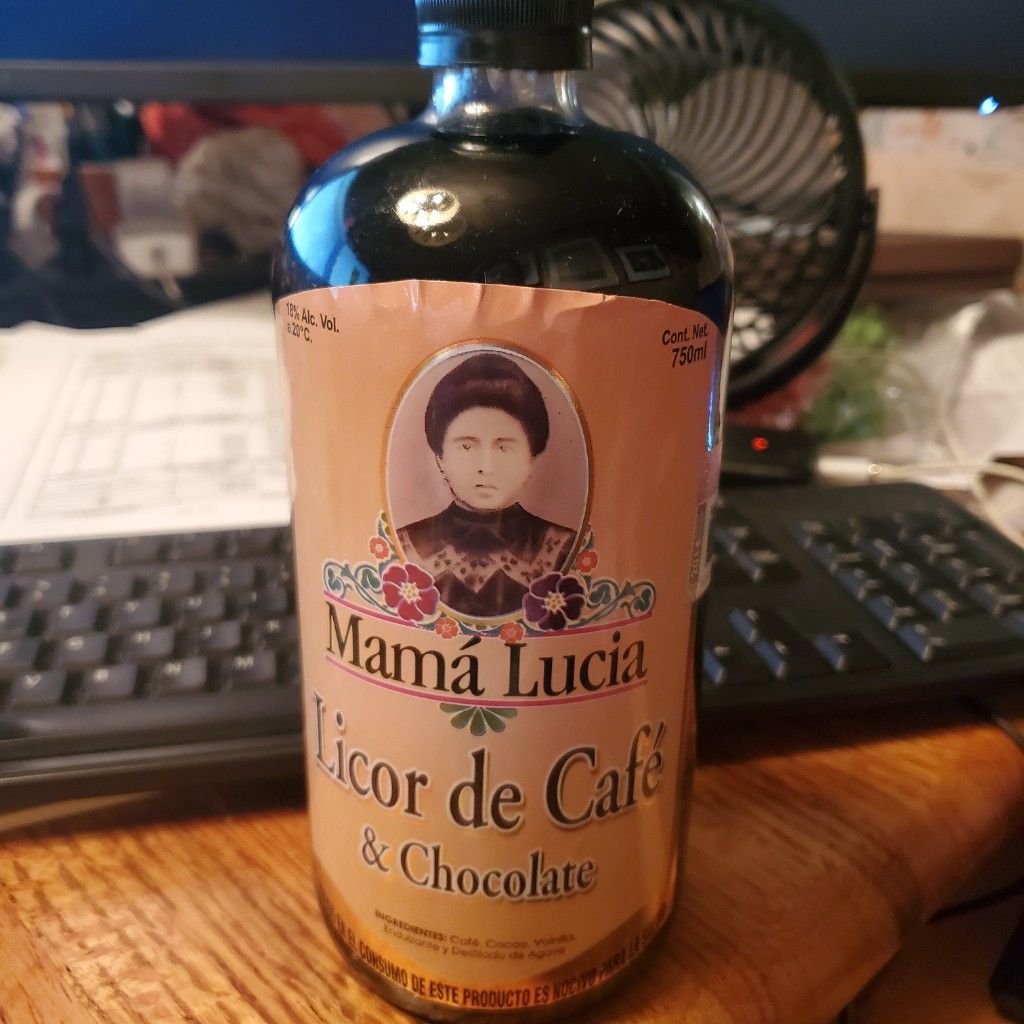 18% Alc. Vol.
a 20°C.
Cont. Net.
750ml
Mamá Lucia
Licor de Café
& Chocolate
INGREDIENTES: Café, Cacao, Vainilla,
Endulzante y Destilado de Agave
EL CONSUMO DE ESTE PRODUCTO ES NOCIVO PARA LA